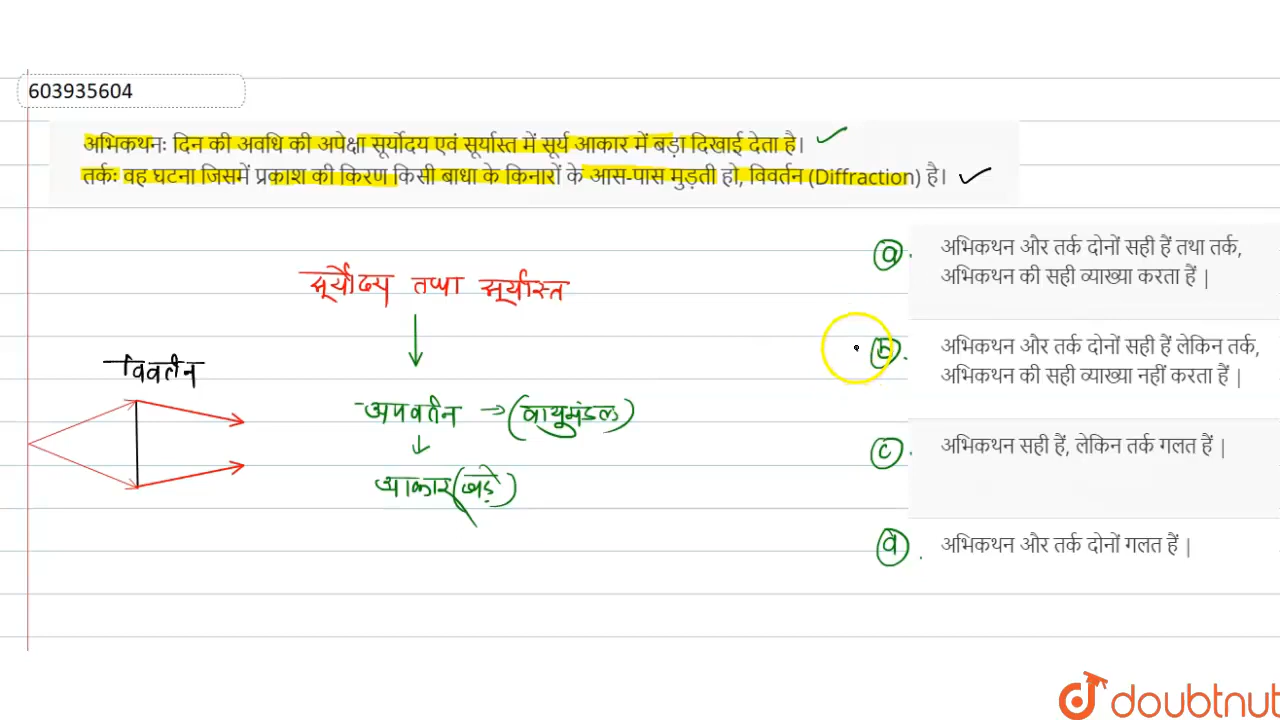 603935604
अभिकथनः दिन की अवधि की अपेक्षा सूर्योदय एवं सूर्यास्त में सूर्य आकार में बड़ा दिखाई देता है।
तर्कः वह घटना जिसमें प्रकाश की किरण किसी बाधा के किनारों के आस-पास मुड़ती हो, विवर्तन (Diffraction) है।
सूर्योदय तथा सूर्यास्त
विवर्तन
अपवर्तन → (वायुमंडल)
आकार (बड़े)
a. अभिकथन और तर्क दोनों सही हैं तथा तर्क,
अभिकथन की सही व्याख्या करता हैं |
b. अभिकथन और तर्क दोनों सही हैं लेकिन तर्क,
अभिकथन की सही व्याख्या नहीं करता हैं |
c. अभिकथन सही हैं, लेकिन तर्क गलत हैं |
d. अभिकथन और तर्क दोनों गलत हैं |
doubtnut